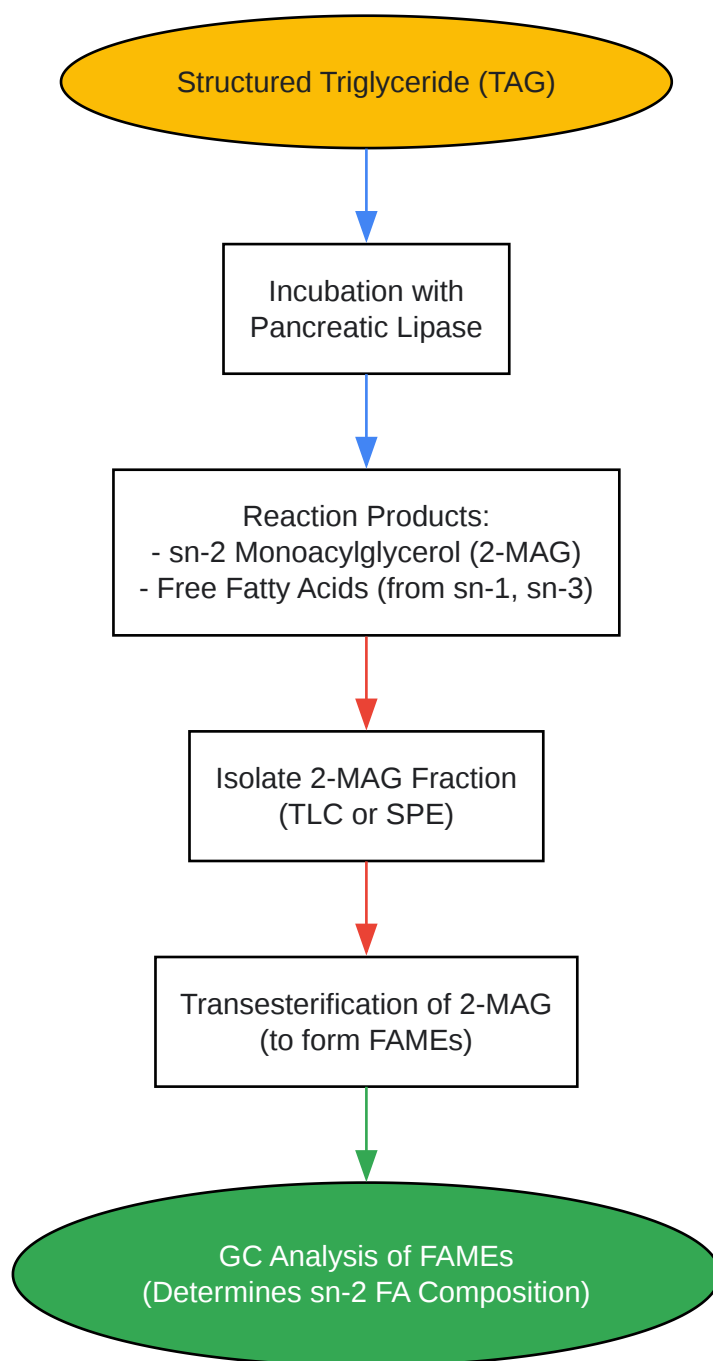 Structured Triglyceride (TAG)
Incubation with
Pancreatic Lipase
Reaction Products:
- sn-2 Monoacylglycerol (2-MAG)
- Free Fatty Acids (from sn-1, sn-3)
Isolate 2-MAG Fraction
(TLC or SPE)
Transesterification of 2-MAG
(to form FAMEs)
GC Analysis of FAMEs
(Determines sn-2 FA Composition)